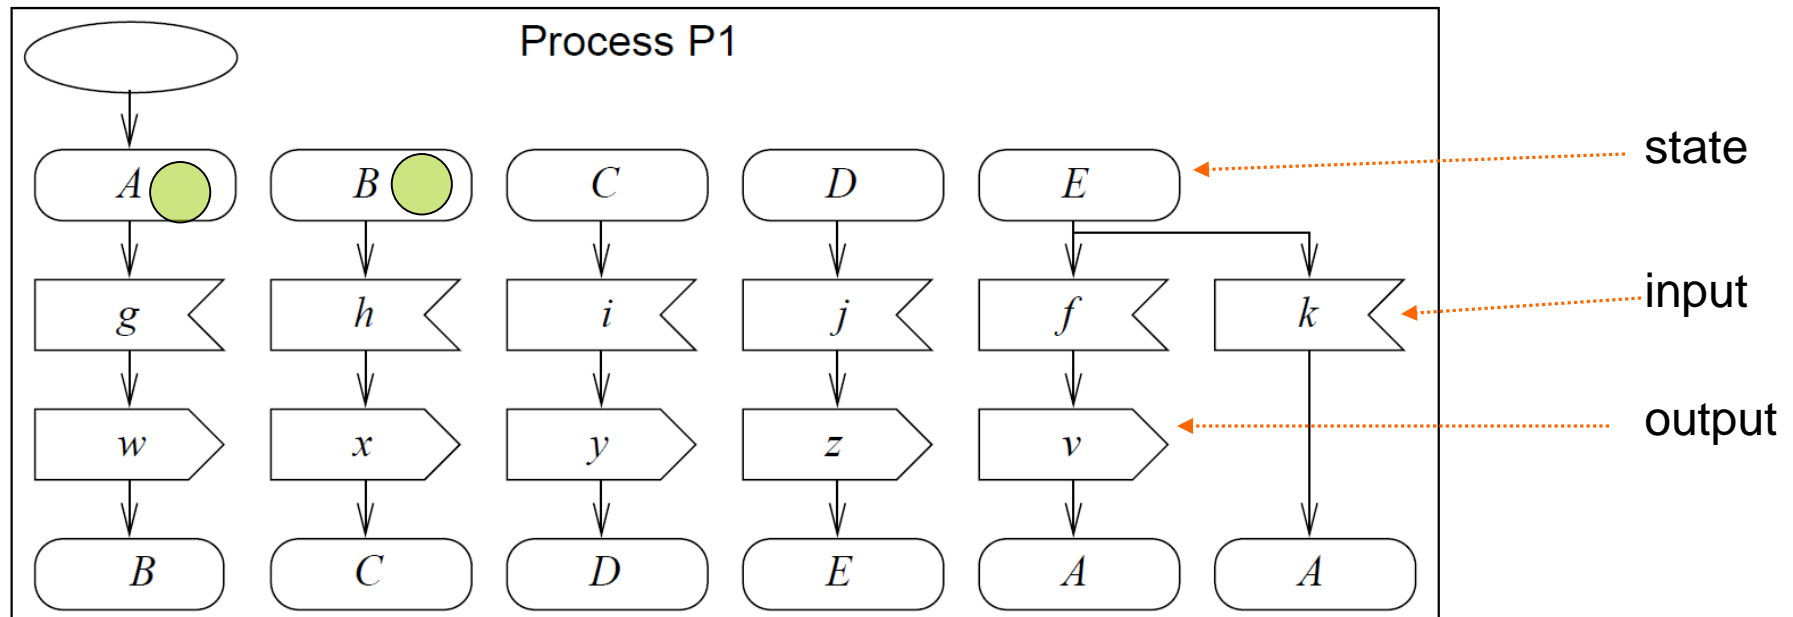 Process P1
A B C D E
state
g h i j f k
input
w x y z v
output
B C D E A A